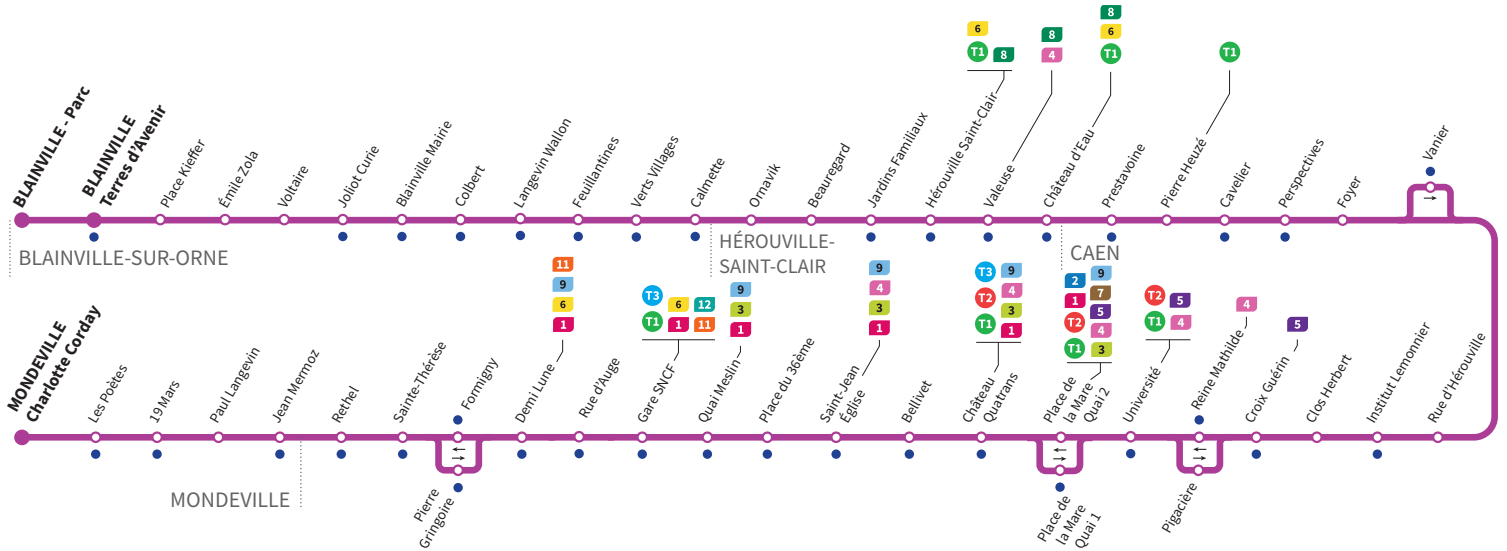 6
T1
8
8
4
8
6
T1
T1
BLAINVILLE - Parc
BLAINVILLE
Terres d'Avenir
Place Kieffer
Émile Zola
Voltaire
Joliot Curie
Blainville Mairie
Colbert
Langevin Wallon
Feuillantines
Verts Villages
Calmette
Ornavik
Beauregard
Jardins Familiaux
Hérouville Saint-Clair
Valeuse
Château d'Eau
Prestavoine
Pierre Heuzé
Cavelier
Perspectives
Foyer
Vanier
BLAINVILLE-SUR-ORNE
HÉROUVILLE-
SAINT-CLAIR
CAEN
11
9
6
1
T3
6
12
T1
1
11
9
3
1
9
4
3
1
T3
9
T2
4
3
T1
1
2
9
1
7
5
T2
4
T1
3
T2
5
T1
4
4
5
MONDEVILLE
Charlotte Corday
Les Poètes
19 Mars
Paul Langevin
Jean Mermoz
Rethel
Sainte-Thérèse
Formigny
Demi Lune
Rue d'Auge
Gare SNCF
Quai Meslin
Place du 36ème
Saint-Jean
Église
Bellivet
Château
Quatrans
Place de
la Mare
Quai 2
Université
Reine Mathilde
Croix Guérin
Clos Herbert
Institut Lemonnier
Rue d'Hérouville
MONDEVILLE
Pierre
Gringoire
Place de
la Mare
Quai 1
Pigacière